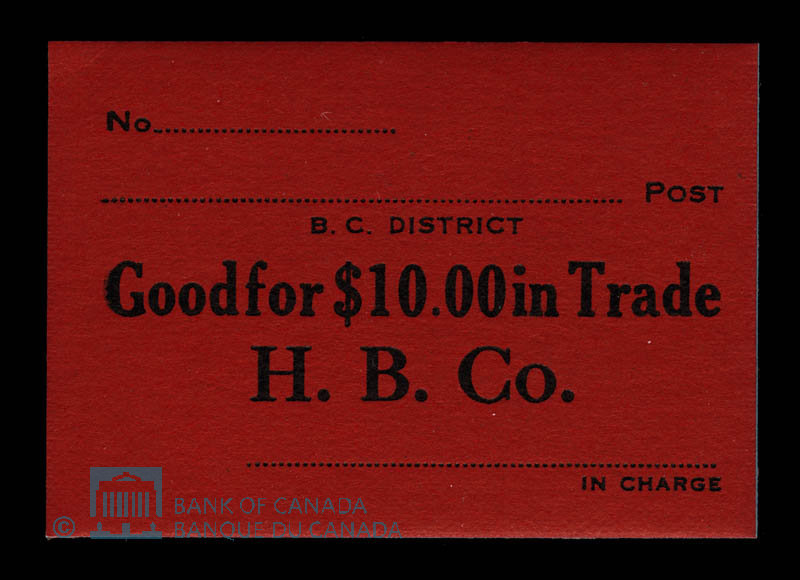 No.
POST
B. C. DISTRICT
Good for $10.00 in Trade
H. B. Co.
IN CHARGE
© BANK OF CANADA
BANQUE DU CANADA